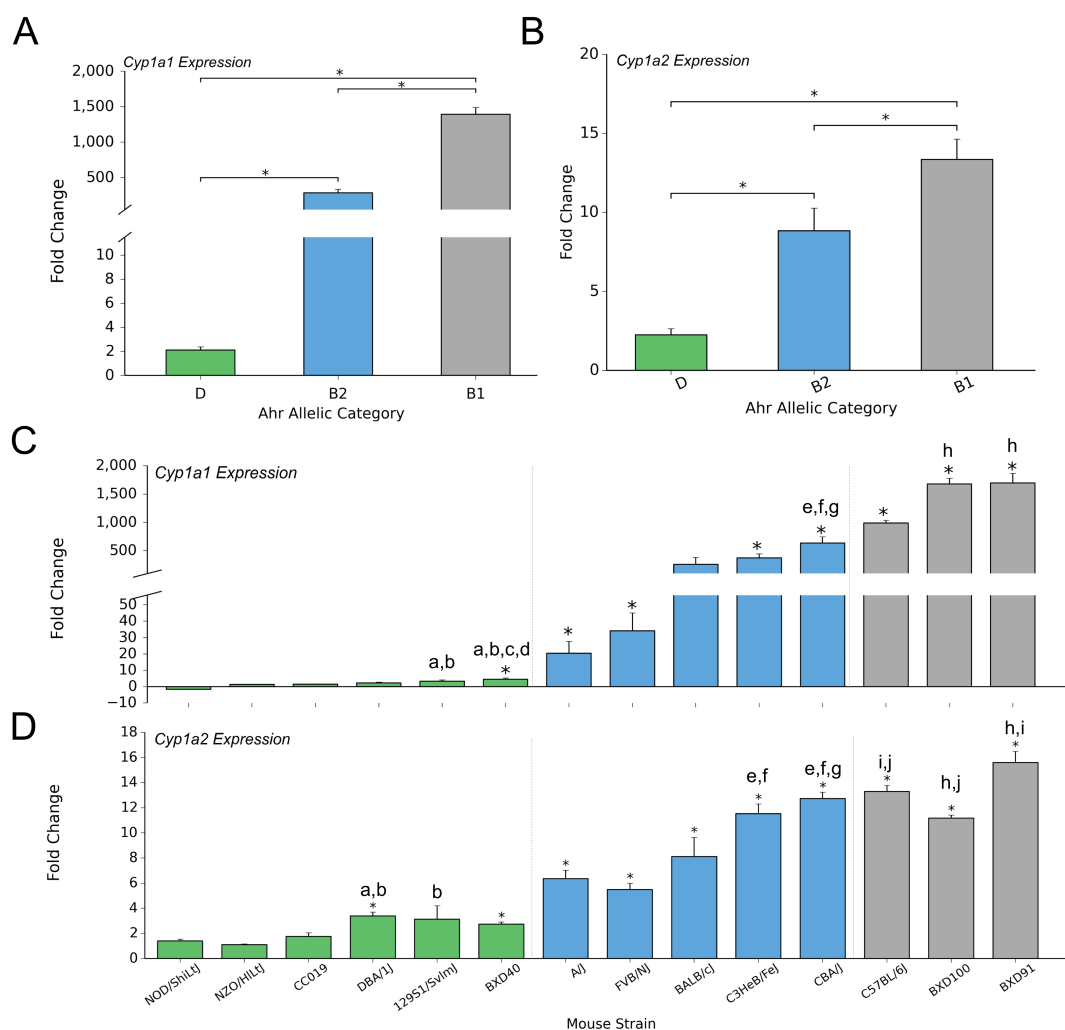 A
Cyp1a1 Expression
2,000
1,500
1,000
500
10
8
6
4
2
0
Fold Change
*
*
*
D
B2
B1
Ahr Allelic Category
B
Cyp1a2 Expression
20
15
10
5
0
Fold Change
*
*
*
D
B2
B1
Ahr Allelic Category
C
Cyp1a1 Expression
2,000
1,500
1,000
500
50
40
30
20
10
0
−10
Fold Change
a,b
a,b,c,d
*
*
*
*
e,f,g
*
*
h
*
h
*
D
Cyp1a2 Expression
18
16
14
12
10
8
6
4
2
0
Fold Change
a,b
*
b
*
*
*
*
e,f
*
e,f,g
*
i,j
*
h,j
*
h,i
*
NOD/ShiLtJ
NZO/HlLtJ
CC019
DBA/1J
129S1/SvlmJ
BXD40
A/J
FVB/NJ
BALB/cJ
C3HeB/FeJ
CBA/J
C57BL/6J
BXD100
BXD91
Mouse Strain